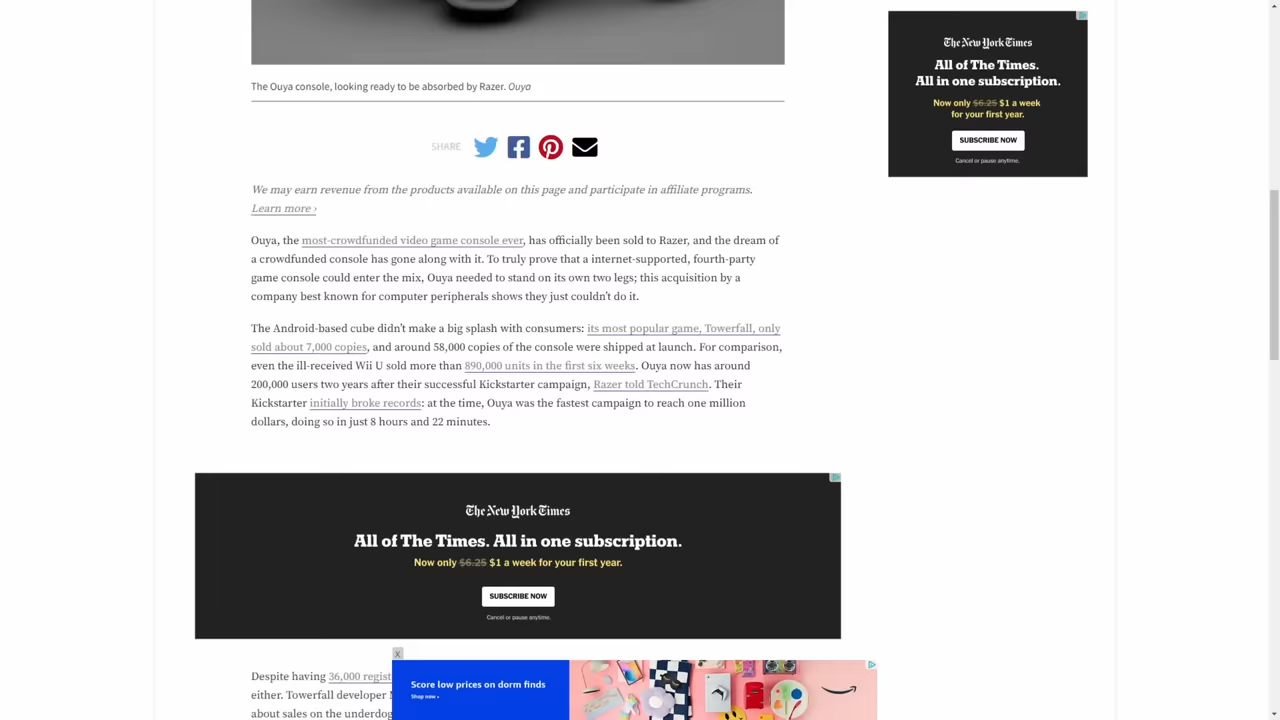 The New York Times
All of The Times.
All in one subscription.
Now only $6.25 $1 a week
for your first year.
SUBSCRIBE NOW
Cancel or pause anytime.
The Ouya console, looking ready to be absorbed by Razer. Ouya
SHARE
We may earn revenue from the products available on this page and participate in affiliate programs.
Learn more ›
Ouya, the most-crowdfunded video game console ever, has officially been sold to Razer, and the dream of
a crowdfunded console has gone along with it. To truly prove that a internet-supported, fourth-party
game console could enter the mix, Ouya needed to stand on its own two legs; this acquisition by a
company best known for computer peripherals shows they just couldn't do it.
The Android-based cube didn't make a big splash with consumers: its most popular game, Towerfall, only
sold about 7,000 copies, and around 58,000 copies of the console were shipped at launch. For comparison,
even the ill-received Wii U sold more than 890,000 units in the first six weeks. Ouya now has around
200,000 users two years after their successful Kickstarter campaign, Razer told TechCrunch. Their
Kickstarter initially broke records: at the time, Ouya was the fastest campaign to reach one million
dollars, doing so in just 8 hours and 22 minutes.
The New York Times
All of The Times. All in one subscription.
Now only $6.25 $1 a week for your first year.
SUBSCRIBE NOW
Cancel or pause anytime.
X
Despite having 36,000 regist
either. Towerfall developer
about sales on the underdog
Score low prices on dorm finds
Shop now ▸